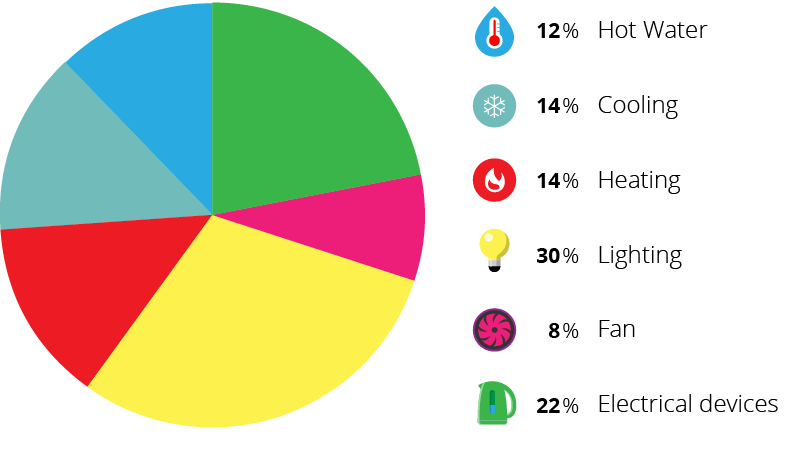 12% Hot Water
14% Cooling
14% Heating
30% Lighting
8% Fan
22% Electrical devices